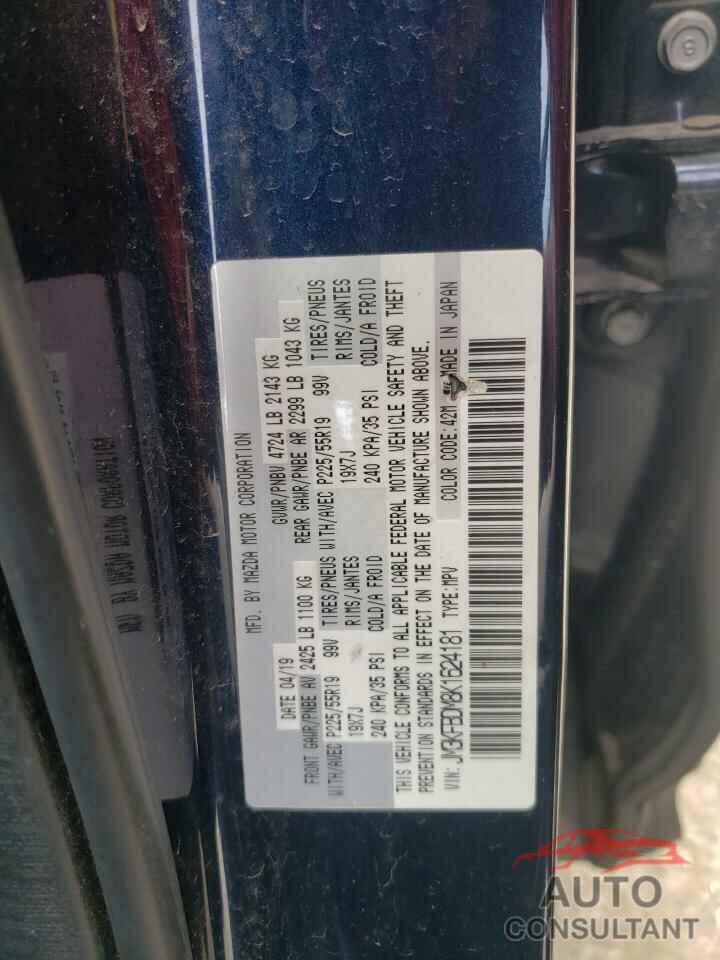 MFD. BY MAZDA MOTOR CORPORATION
DATE 04/19 GVWR/PNBV 4724 LB 2143 KG
FRONT GAWR/PNBE AV 2425 LB 1100 KG REAR GAWR/PNBE AR 2299 LB 1043 KG
WITH/AVEC P225/55R19 99V TIRES/PNEUS WITH/AVEC P225/55R19 99V TIRES/PNEUS
19X7J RIMS/JANTES 19X7J RIMS/JANTES
240 KPA/35 PSI COLD/A FROID 240 KPA/35 PSI COLD/A FROID
THIS VEHICLE CONFORMS TO ALL APPLICABLE FEDERAL MOTOR VEHICLE SAFETY AND THEFT
PREVENTION STANDARDS IN EFFECT ON THE DATE OF MANUFACTURE SHOWN ABOVE.
VIN: JM3KFBDM8K1624181 TYPE:MPV COLOR CODE:42M MADE IN JAPAN
AUTO
CONSULTANT